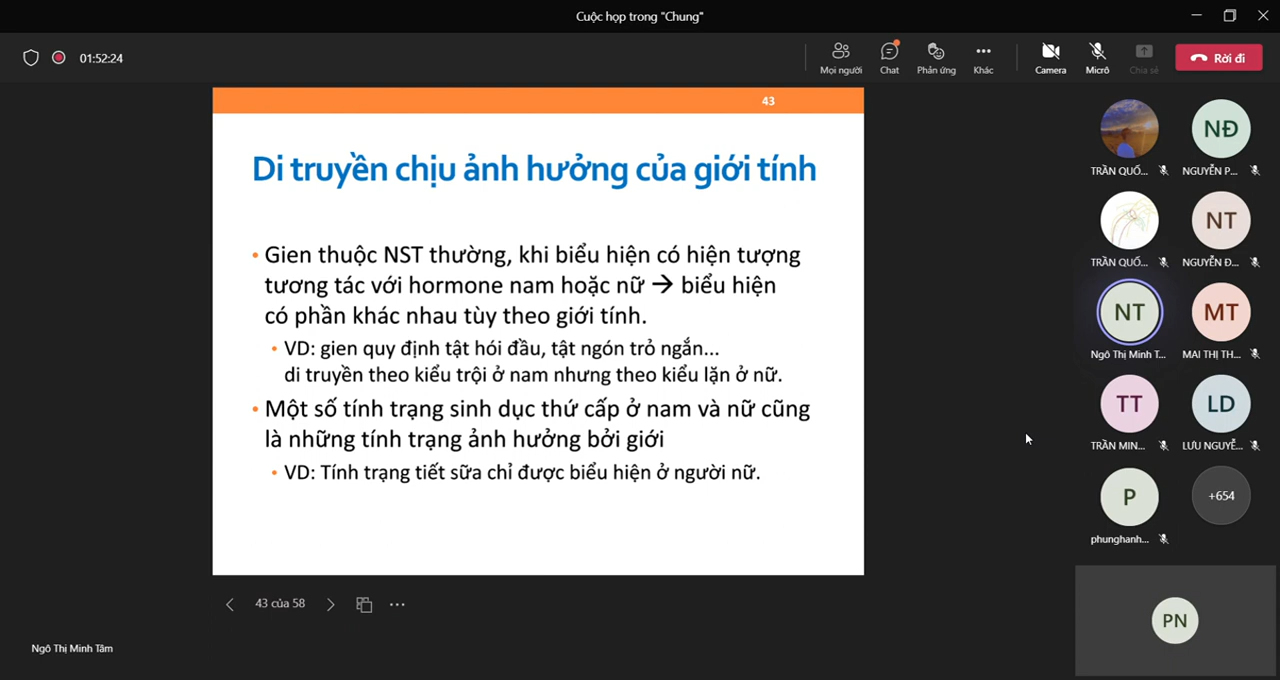 Cuộc họp trong "Chung"
01:52:24
Mọi người
Chat
Phản ứng
Khác
Camera
Micrô
Chia sẻ
Rời đi
43
Di truyền chịu ảnh hưởng của giới tính
• Gien thuộc NST thường, khi biểu hiện có hiện tượng
tương tác với hormone nam hoặc nữ → biểu hiện
có phần khác nhau tùy theo giới tính.
• VD: gien quy định tật hói đầu, tật ngón trỏ ngắn...
di truyền theo kiểu trội ở nam nhưng theo kiểu lặn ở nữ.
• Một số tính trạng sinh dục thứ cấp ở nam và nữ cũng
là những tính trạng ảnh hưởng bởi giới
• VD: Tính trạng tiết sữa chỉ được biểu hiện ở người nữ.
43 của 58
Ngô Thị Minh Tâm
NĐ
TRẦN QUỐ...
NGUYỄN P...
NT
TRẦN QUỐ...
NGUYỄN Đ...
NT
MT
Ngô Thị Minh T...
MAI THỊ TH...
TT
LD
TRẦN MIN...
LƯU NGUYỄ...
P
+654
phunghanh...
PN